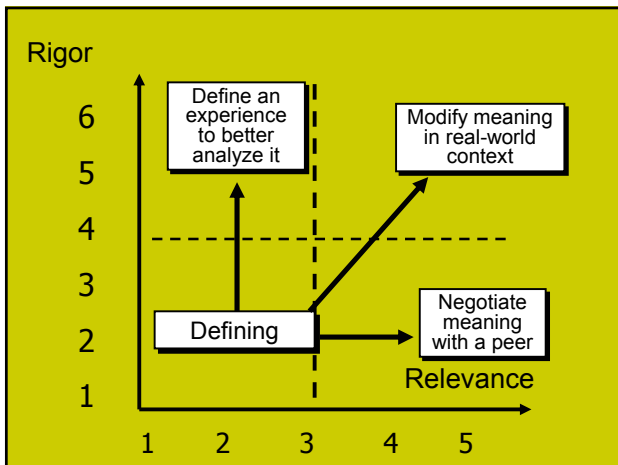 Rigor
6
5
4
3
2
1
Define an
experience
to better
analyze it
Modify meaning
in real-world
context
Defining
Negotiate
meaning
with a peer
Relevance
1 2 3 4 5